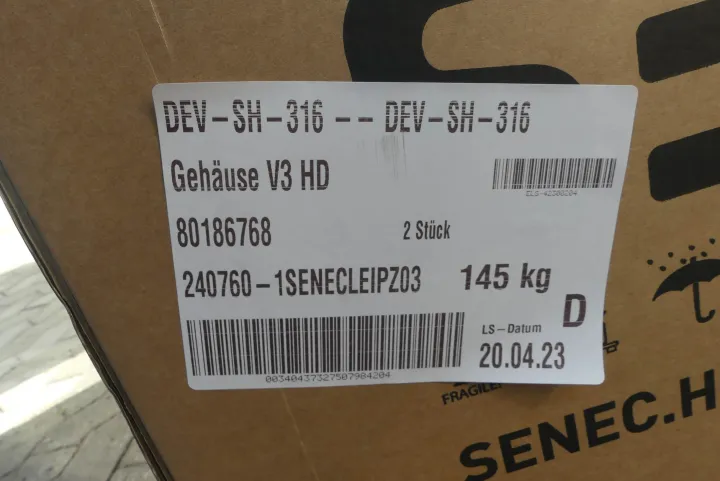 DEV-SH-316 -- DEV-SH-316
Gehäuse V3 HD
80186768
2 Stück
240760-1SENECLEIPZ03
145 kg
D
LS-Datum
20.04.23
00340437327507984204
SENEC.H